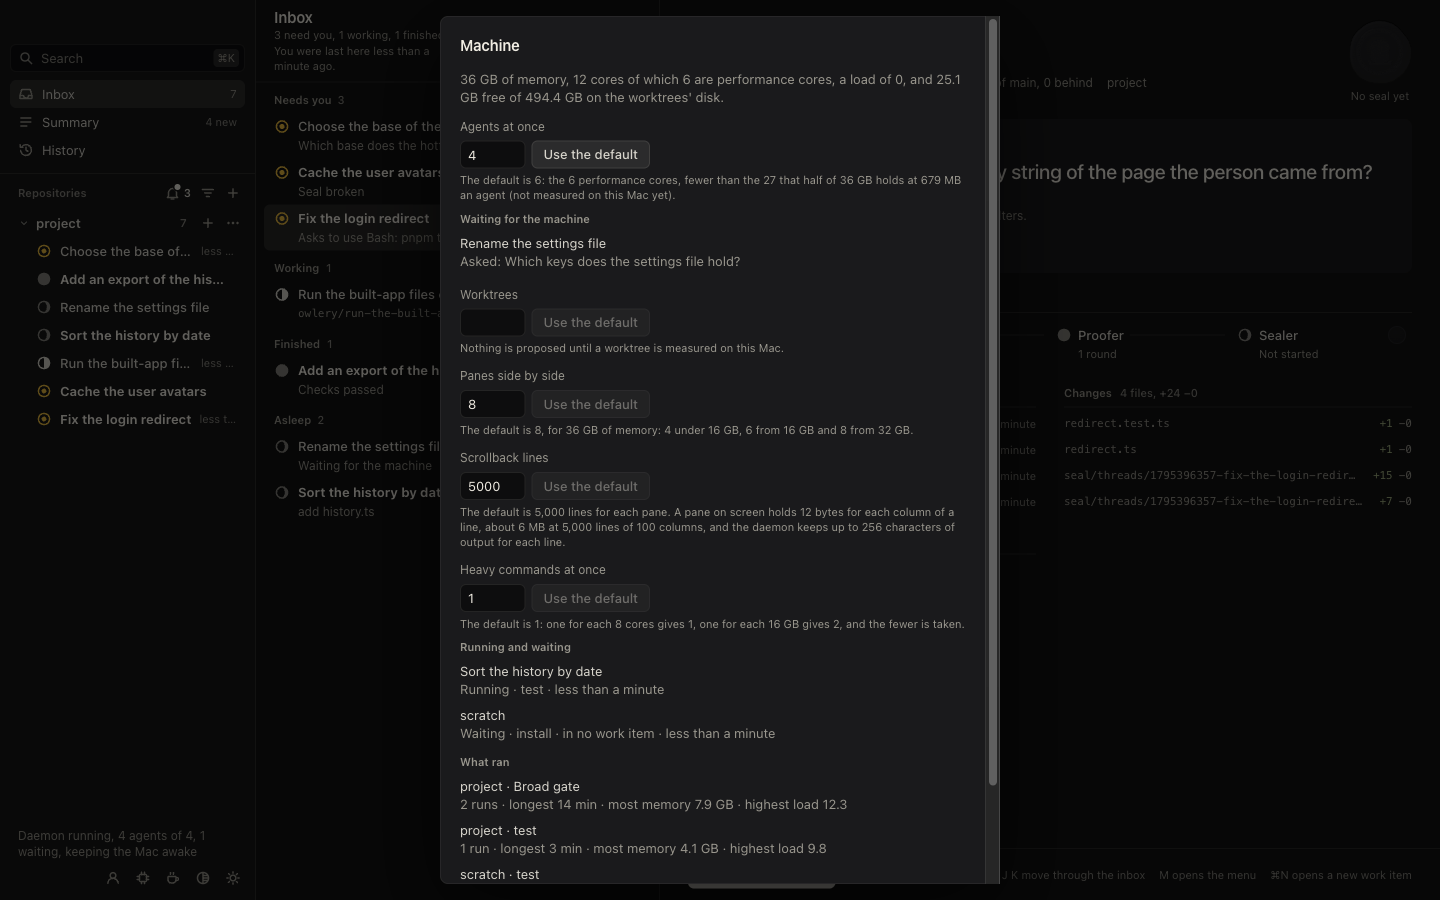 Search ⌘K
Inbox 7
Summary 4 new
History
Repositories 3
project 7
Choose the base of... less ...
Add an export of the his...
Rename the settings file
Sort the history by date
Run the built-app fi... less ...
Cache the user avatars
Fix the login redirect less t...
Daemon running, 4 agents of 4, 1
waiting, keeping the Mac awake
Inbox
3 need you, 1 working, 1 finished
You were last here less than a
minute ago.
Needs you 3
Choose the base of the
Which base does the hot
Cache the user avatars
Seal broken
Fix the login redirect
Asks to use Bash: pnpm t
Working 1
Run the built-app files
owlery/run-the-built-a
Finished 1
Add an export of the h
Checks passed
Asleep 2
Rename the settings fil
Waiting for the machine
Sort the history by dat
add history.ts
Machine
36 GB of memory, 12 cores of which 6 are performance cores, a load of 0, and 25.1
GB free of 494.4 GB on the worktrees' disk.
Agents at once
4 Use the default
The default is 6: the 6 performance cores, fewer than the 27 that half of 36 GB holds at 679 MB
an agent (not measured on this Mac yet).
Waiting for the machine
Rename the settings file
Asked: Which keys does the settings file hold?
Worktrees
Use the default
Nothing is proposed until a worktree is measured on this Mac.
Panes side by side
8 Use the default
The default is 8, for 36 GB of memory: 4 under 16 GB, 6 from 16 GB and 8 from 32 GB.
Scrollback lines
5000 Use the default
The default is 5,000 lines for each pane. A pane on screen holds 12 bytes for each column of a
line, about 6 MB at 5,000 lines of 100 columns, and the daemon keeps up to 256 characters of
output for each line.
Heavy commands at once
1 Use the default
The default is 1: one for each 8 cores gives 1, one for each 16 GB gives 2, and the fewer is taken.
Running and waiting
Sort the history by date
Running · test · less than a minute
scratch
Waiting · install · in no work item · less than a minute
What ran
project · Broad gate
2 runs · longest 14 min · most memory 7.9 GB · highest load 12.3
project · test
1 run · longest 3 min · most memory 4.1 GB · highest load 9.8
scratch · test
of main, 0 behind project
No seal yet
y string of the page the person came from?
ters.
Proofer
1 round
Sealer
Not started
Changes 4 files, +24 −0
minute redirect.test.ts +1 −0
minute redirect.ts +1 −0
minute seal/threads/1795396357-fix-the-login-redir… +15 −0
minute seal/threads/1795396357-fix-the-login-redire… +7 −0
J K move through the inbox M opens the menu ⌘N opens a new work item